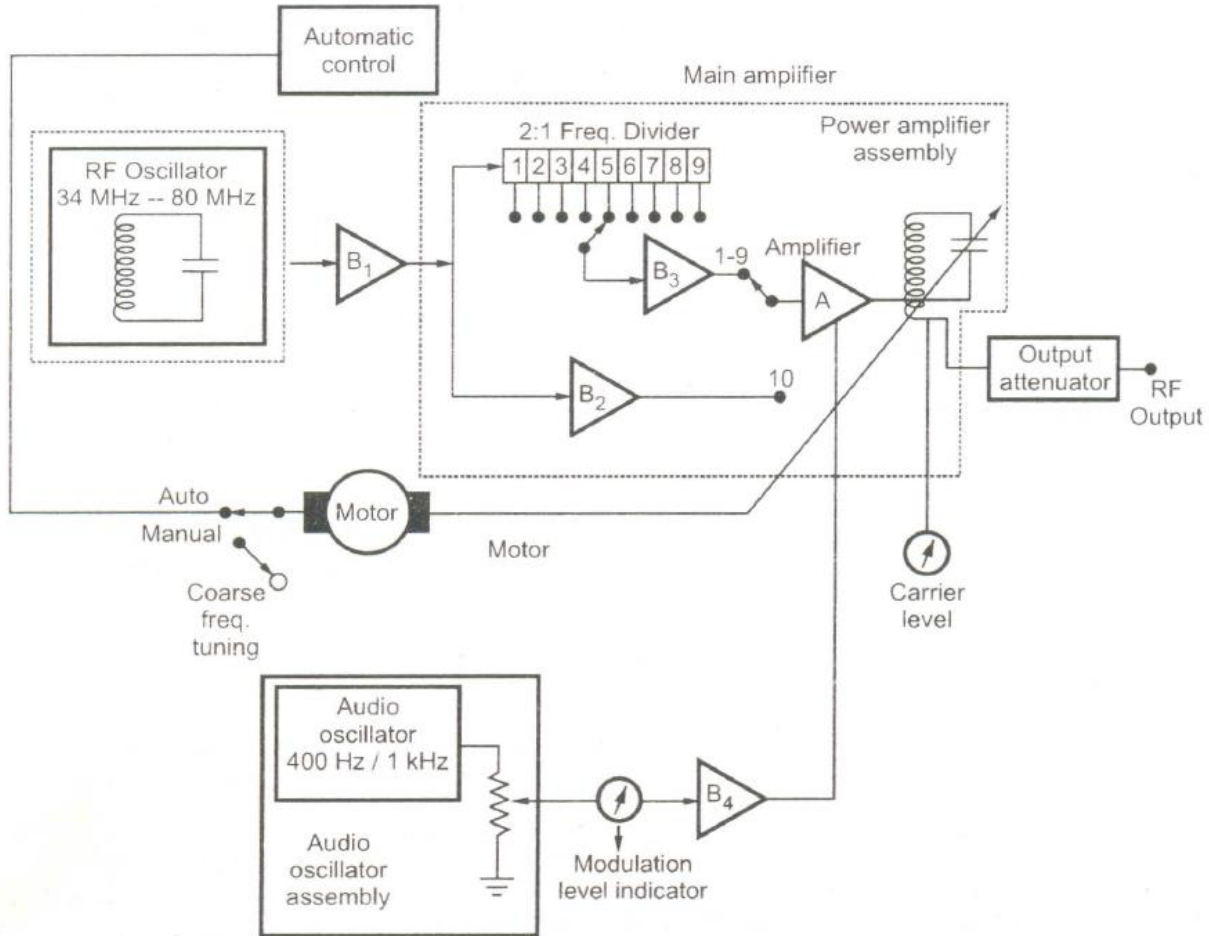 Automatic
control
Main ampiifier
2:1 Freq. Divider
1 2 3 4 5 6 7 8 9
Power amplifier
assembly
RF Oscillator
34 MHz -- 80 MHz
B1
B3
1-9
Amplifier
A
B2
10
Output
attenuator
RF
Output
Auto
Manual
Motor
Motor
Coarse
freq.
tuning
Carrier
level
Audio
oscillator
400 Hz / 1 kHz
B4
Audio
oscillator
assembly
Modulation
level indicator